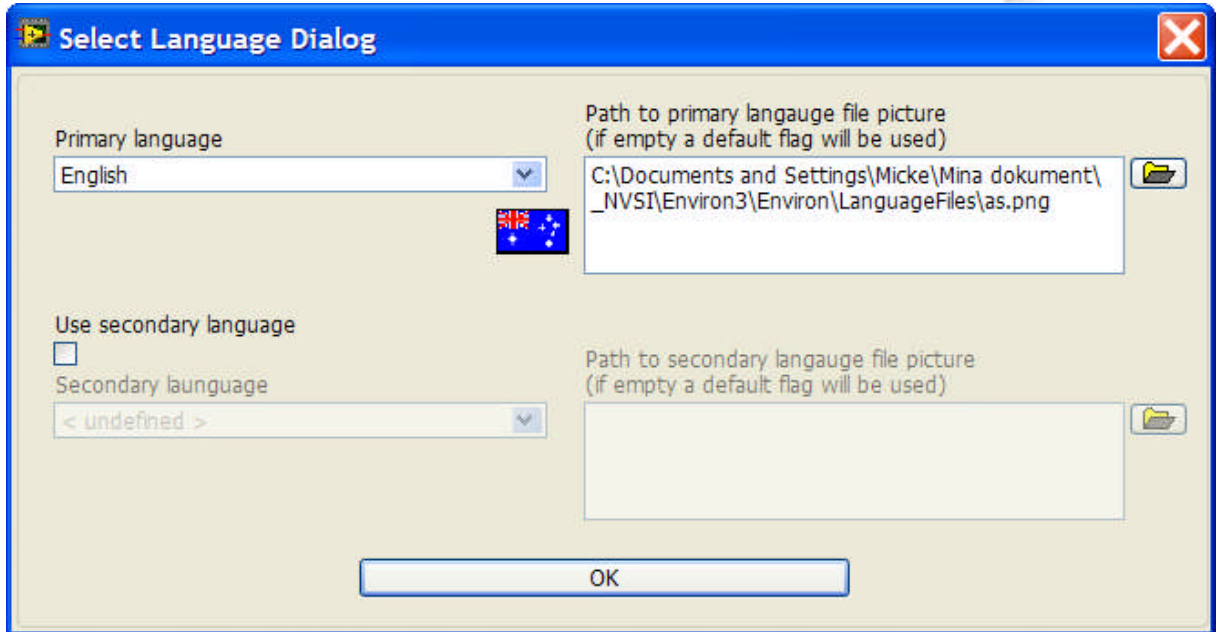 Select Language Dialog
Primary language
English
Path to primary langauge file picture
(if empty a default flag will be used)
C:\Documents and Settings\Micke\Mina dokument\
_NVSI\Environ3\Environ\LanguageFiles\as.png
Use secondary language
Secondary launguage
< undefined >
Path to secondary langauge file picture
(if empty a default flag will be used)
OK